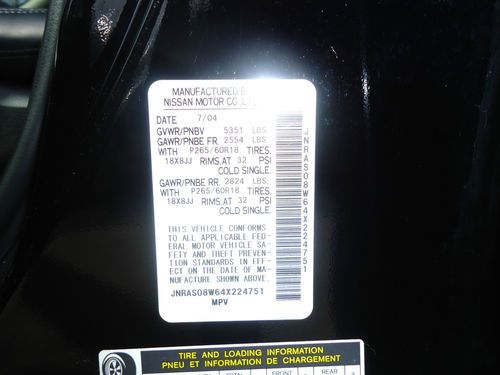 MANUFACTURED B
NISSAN MOTOR CO.,LT
DATE 7/04
GVWR/PNBV 5351 LBS.
GAWR/PNBE FR. 2554 LBS.
WITH P265/60R18 TIRES.
18X8JJ RIMS,AT 32 PSI
COLD SINGLE.
GAWR/PNBE RR. 2824 LBS.
WITH P265/60R18 TIRES.
18X8JJ RIMS,AT 32 PSI
COLD SINGLE.
THIS VEHICLE CONFORMS
TO ALL APPLICABLE FED-
ERAL MOTOR VEHICLE SA-
FETY AND THEFT PREVEN-
TION STANDARDS IN EFF-
ECT ON THE DATE OF MA-
NUFACTURE SHOWN ABOVE.
JNRAS08W64X224751
MPV
JNRAS08W64X224751
TIRE AND LOADING INFORMATION
PNEU ET INFO DE CHARGEMENT
TOTAL FRONT REAR